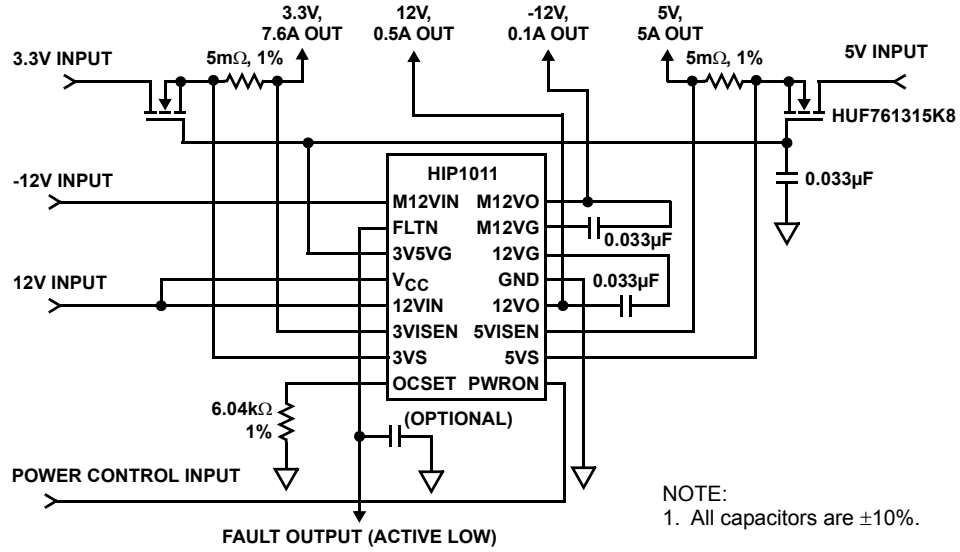 3.3V,
7.6A OUT
12V,
0.5A OUT
-12V,
0.1A OUT
5V,
5A OUT
3.3V INPUT
5mΩ, 1%
5mΩ, 1%
5V INPUT
HUF761315K8
HIP1011
0.033µF
-12V INPUT
M12VIN
M12VO
FLTN
M12VG
0.033µF
3V5VG
12VG
12V INPUT
VCC
GND
0.033µF
12VIN
12VO
3VISEN
5VISEN
3VS
5VS
OCSET
PWRON
6.04kΩ
1%
(OPTIONAL)
POWER CONTROL INPUT
NOTE:
1. All capacitors are ±10%.
FAULT OUTPUT (ACTIVE LOW)